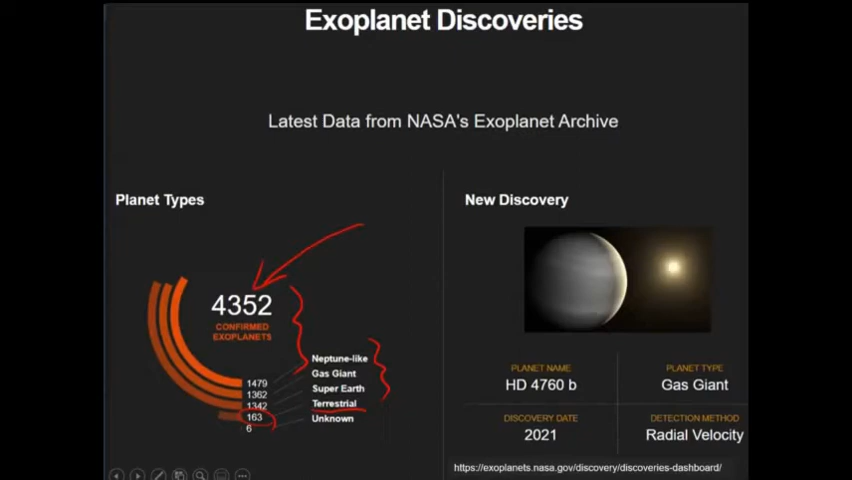 Exoplanet Discoveries
Latest Data from NASA's Exoplanet Archive
Planet Types
4352
CONFIRMED
EXOPLANETS
1479
1362
1342
163
6
Neptune-like
Gas Giant
Super Earth
Terrestrial
Unknown
New Discovery
PLANET NAME
HD 4760 b
PLANET TYPE
Gas Giant
DISCOVERY DATE
2021
DETECTION METHOD
Radial Velocity
https://exoplanets.nasa.gov/discovery/discoveries-dashboard/